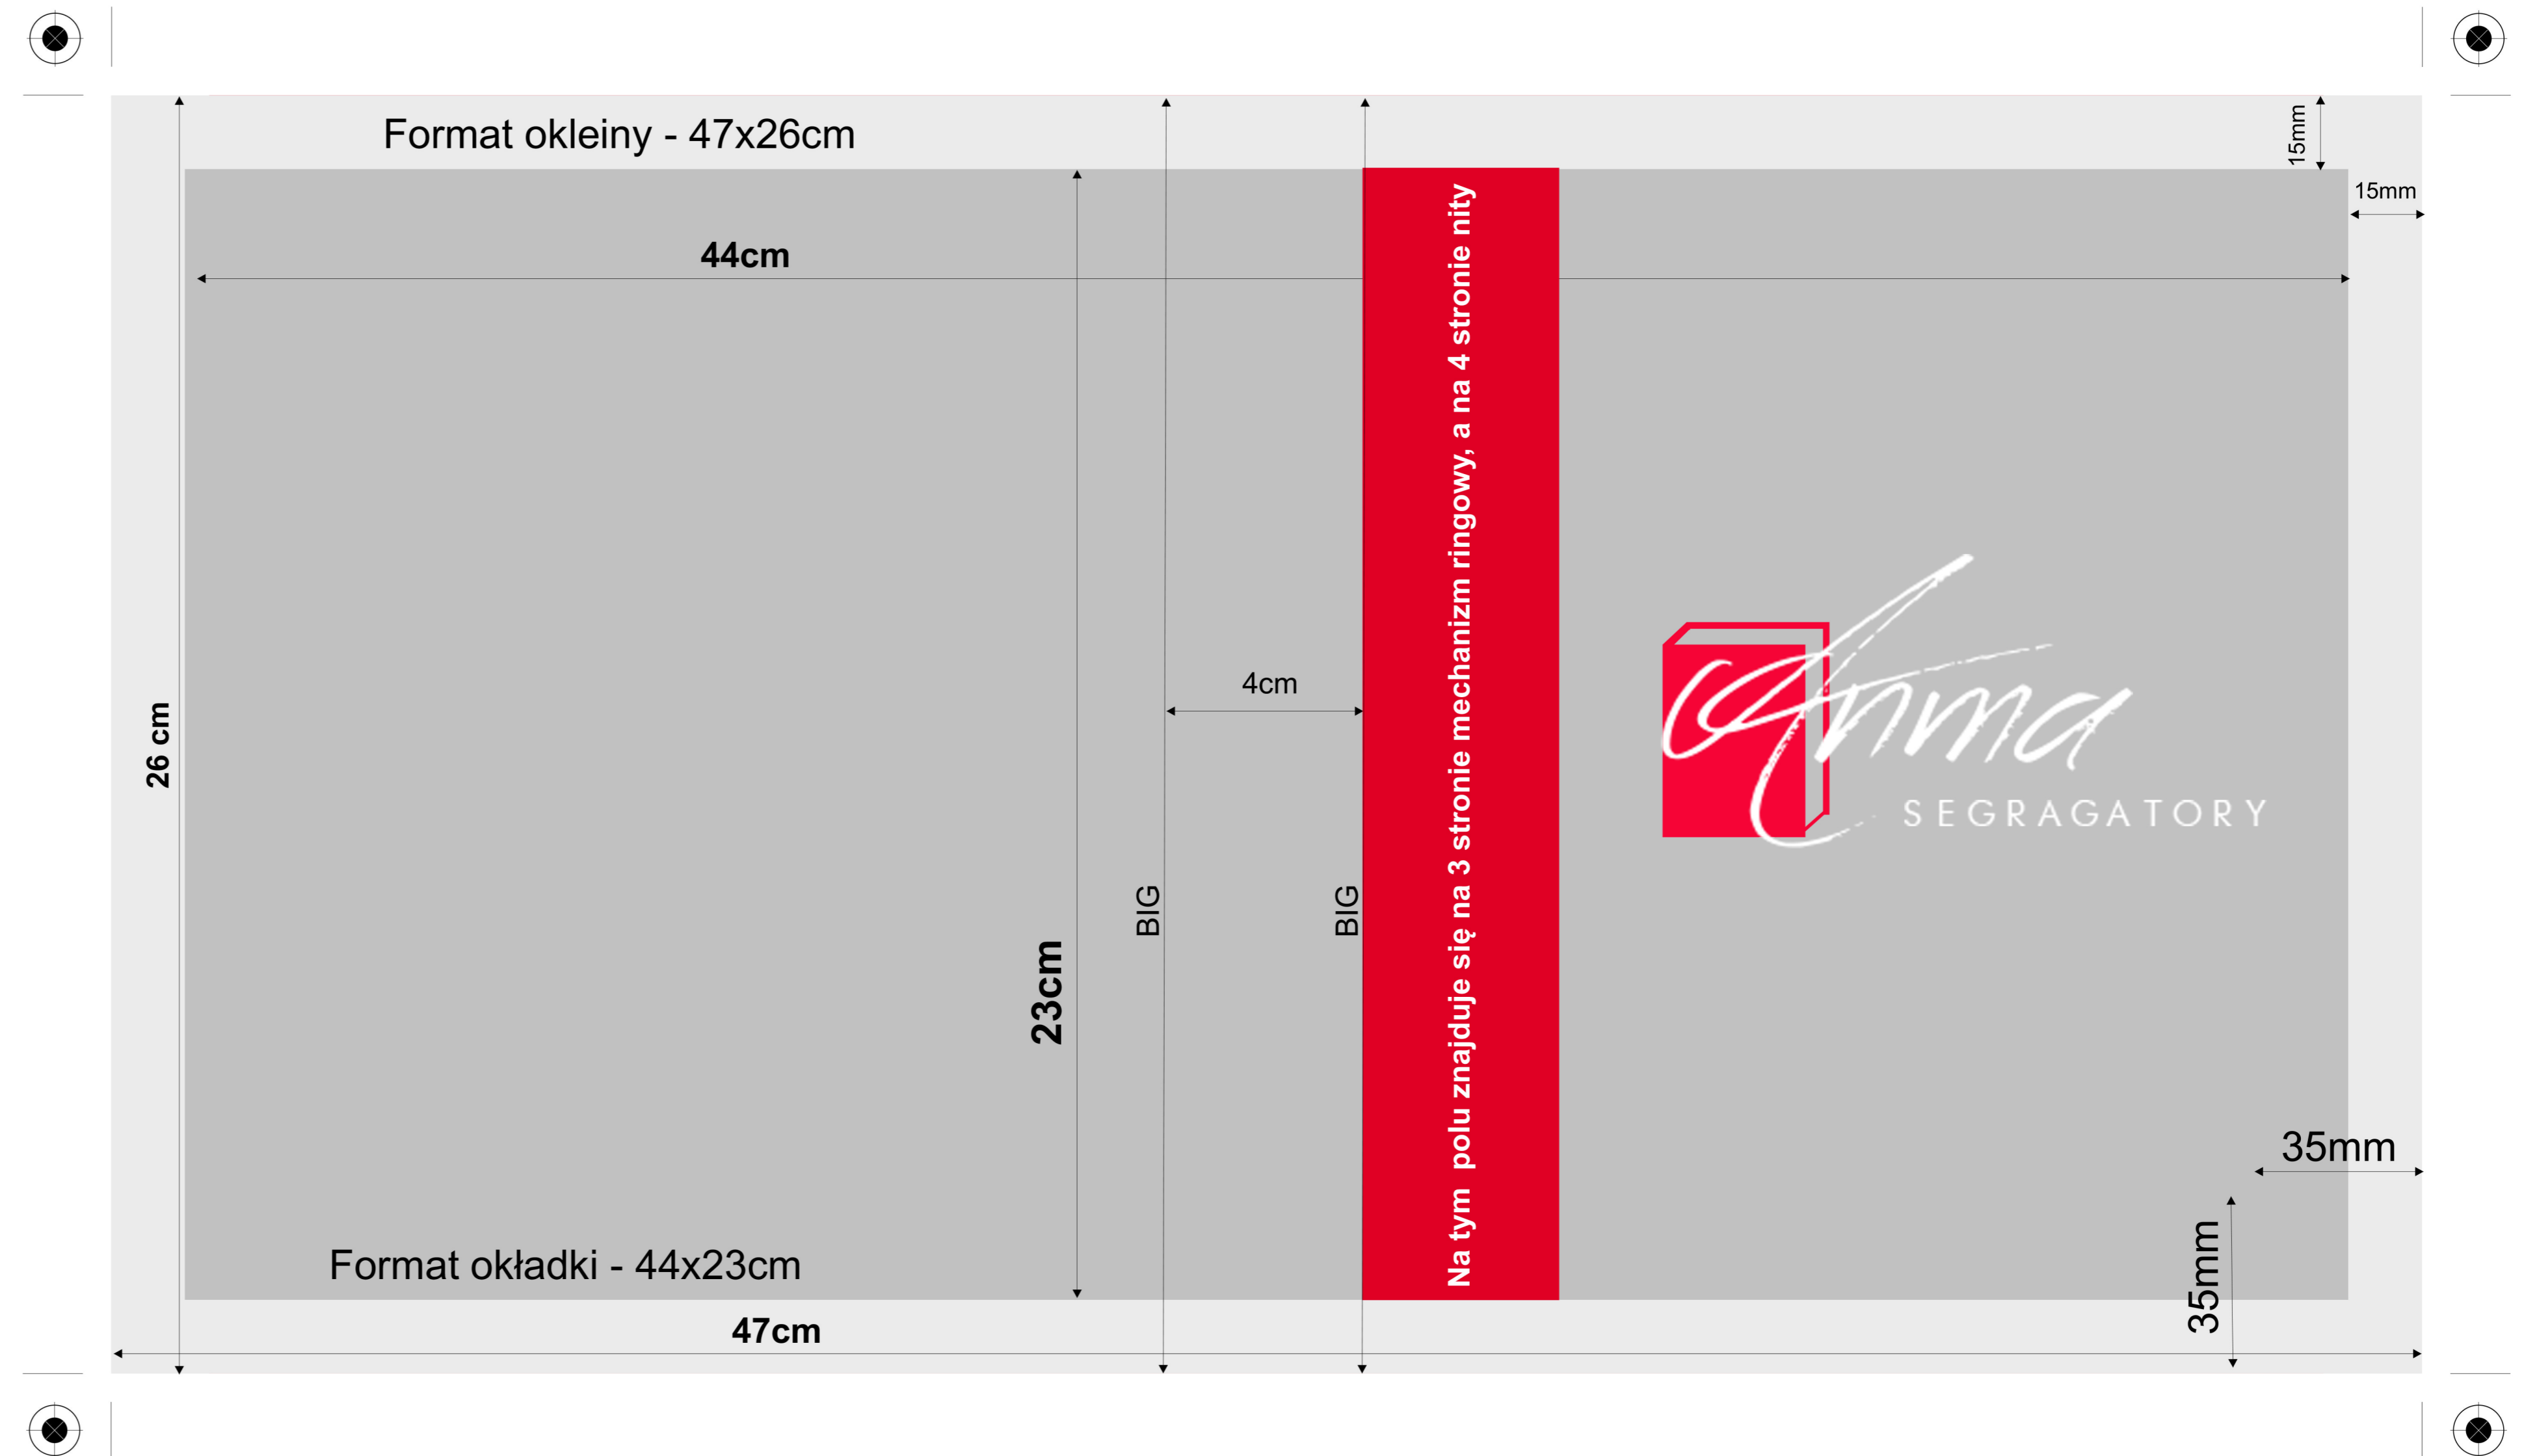 Format okleiny - 47x26cm
15mm
15mm
44cm
Na tym polu znajduje się na 3 stronie mechanizm ringowy, a na 4 stronie nity
4cm
26 cm
Anma
SEGRAGATORY
BIG
BIG
23cm
35mm
35mm
Format okładki - 44x23cm
47cm